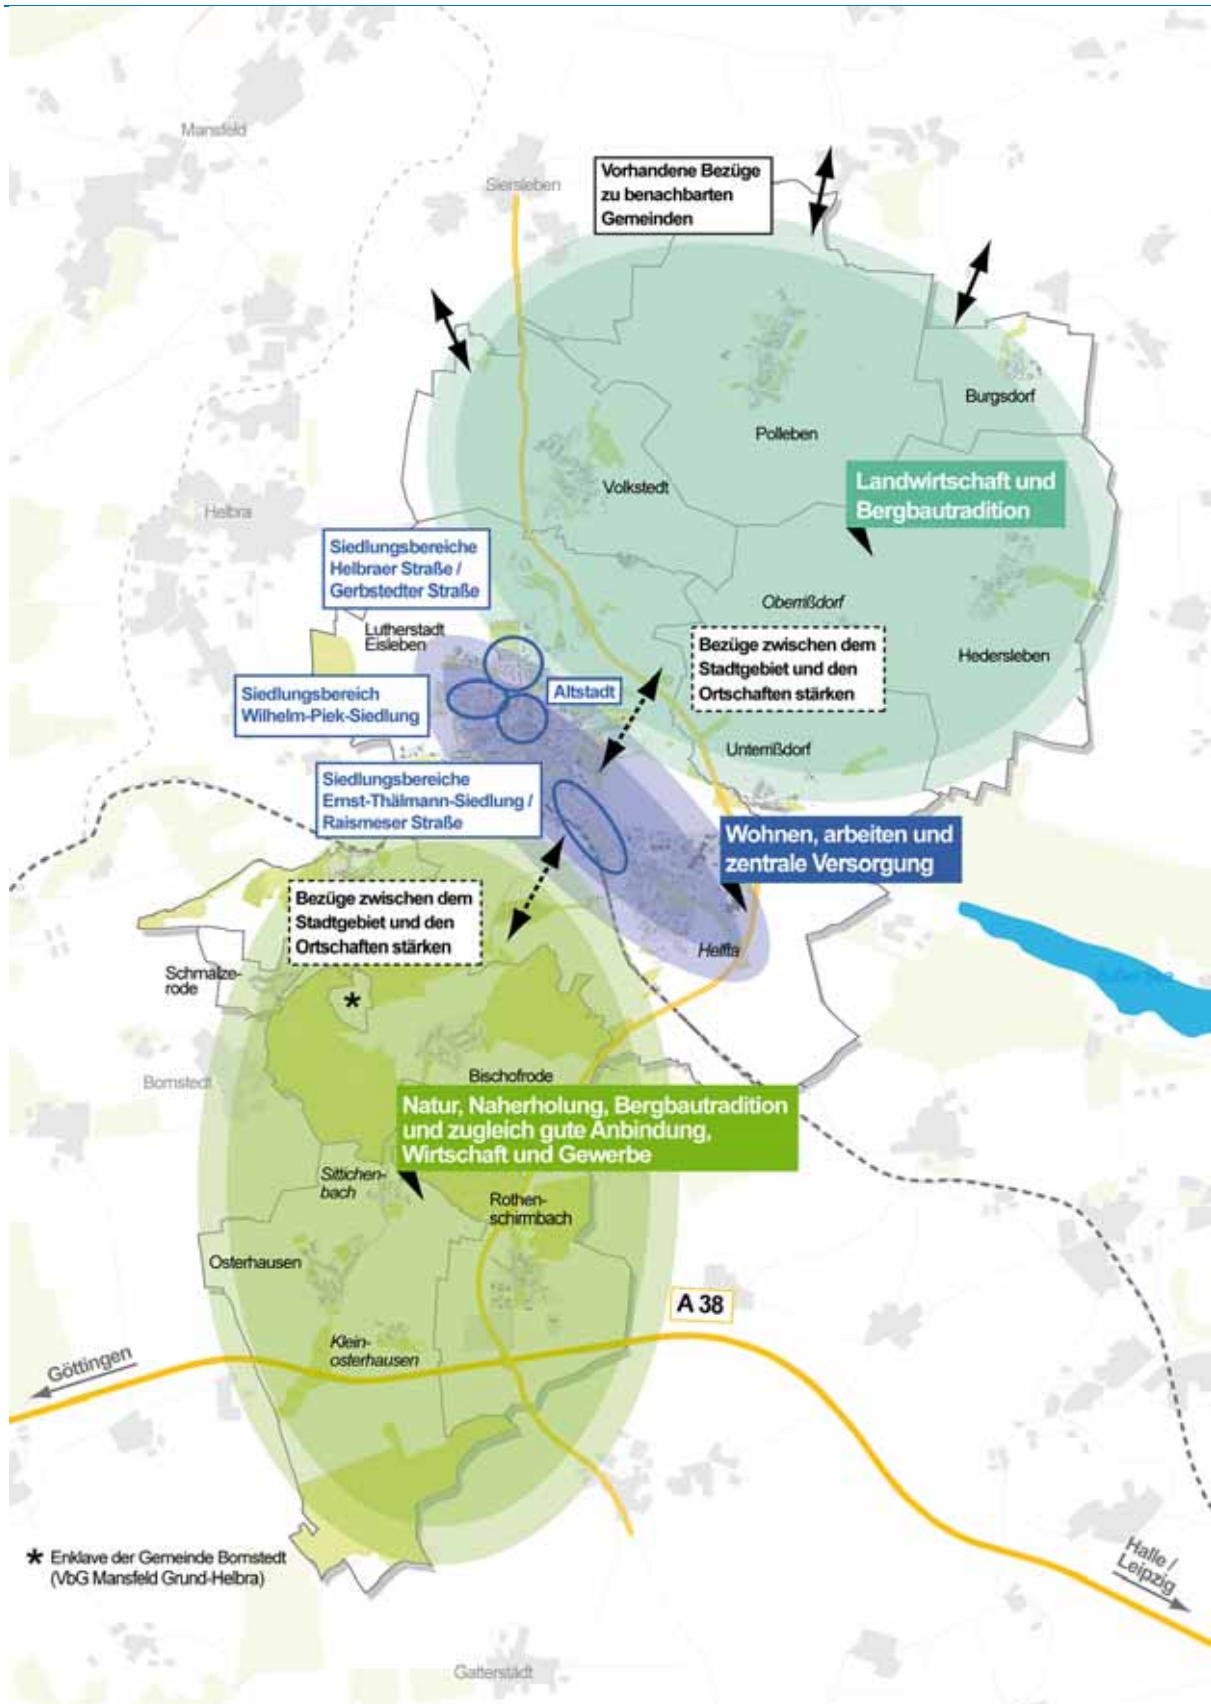 Mansfeld
Siersleben
Vorhandene Bezüge
zu benachbarten
Gemeinden
Burgsdorf
Polleben
Volkstedt
Landwirtschaft und
Bergbautradition
Helbra
Siedlungsbereiche
Helbraer Straße /
Gerbstedter Straße
Oberrißdorf
Lutherstadt
Eisleben
Bezüge zwischen dem
Stadtgebiet und den
Ortschaften stärken
Hedersleben
Siedlungsbereich
Wilhelm-Piek-Siedlung
Altstadt
Unterrißdorf
Siedlungsbereiche
Ernst-Thälmann-Siedlung /
Raismeser Straße
Wohnen, arbeiten und
zentrale Versorgung
Bezüge zwischen dem
Stadtgebiet und den
Ortschaften stärken
Helfta
Schmalze-
rode
*
Bornstedt
Bischofrode
Natur, Naherholung, Bergbautradition
und zugleich gute Anbindung,
Wirtschaft und Gewerbe
Sittichen-
bach
Rothen-
schirmbach
Osterhausen
A 38
Klein-
osterhausen
Göttingen
* Enklave der Gemeinde Bornstedt
(VbG Mansfeld Grund-Helbra)
Halle /
Leipzig
Gatterstädt